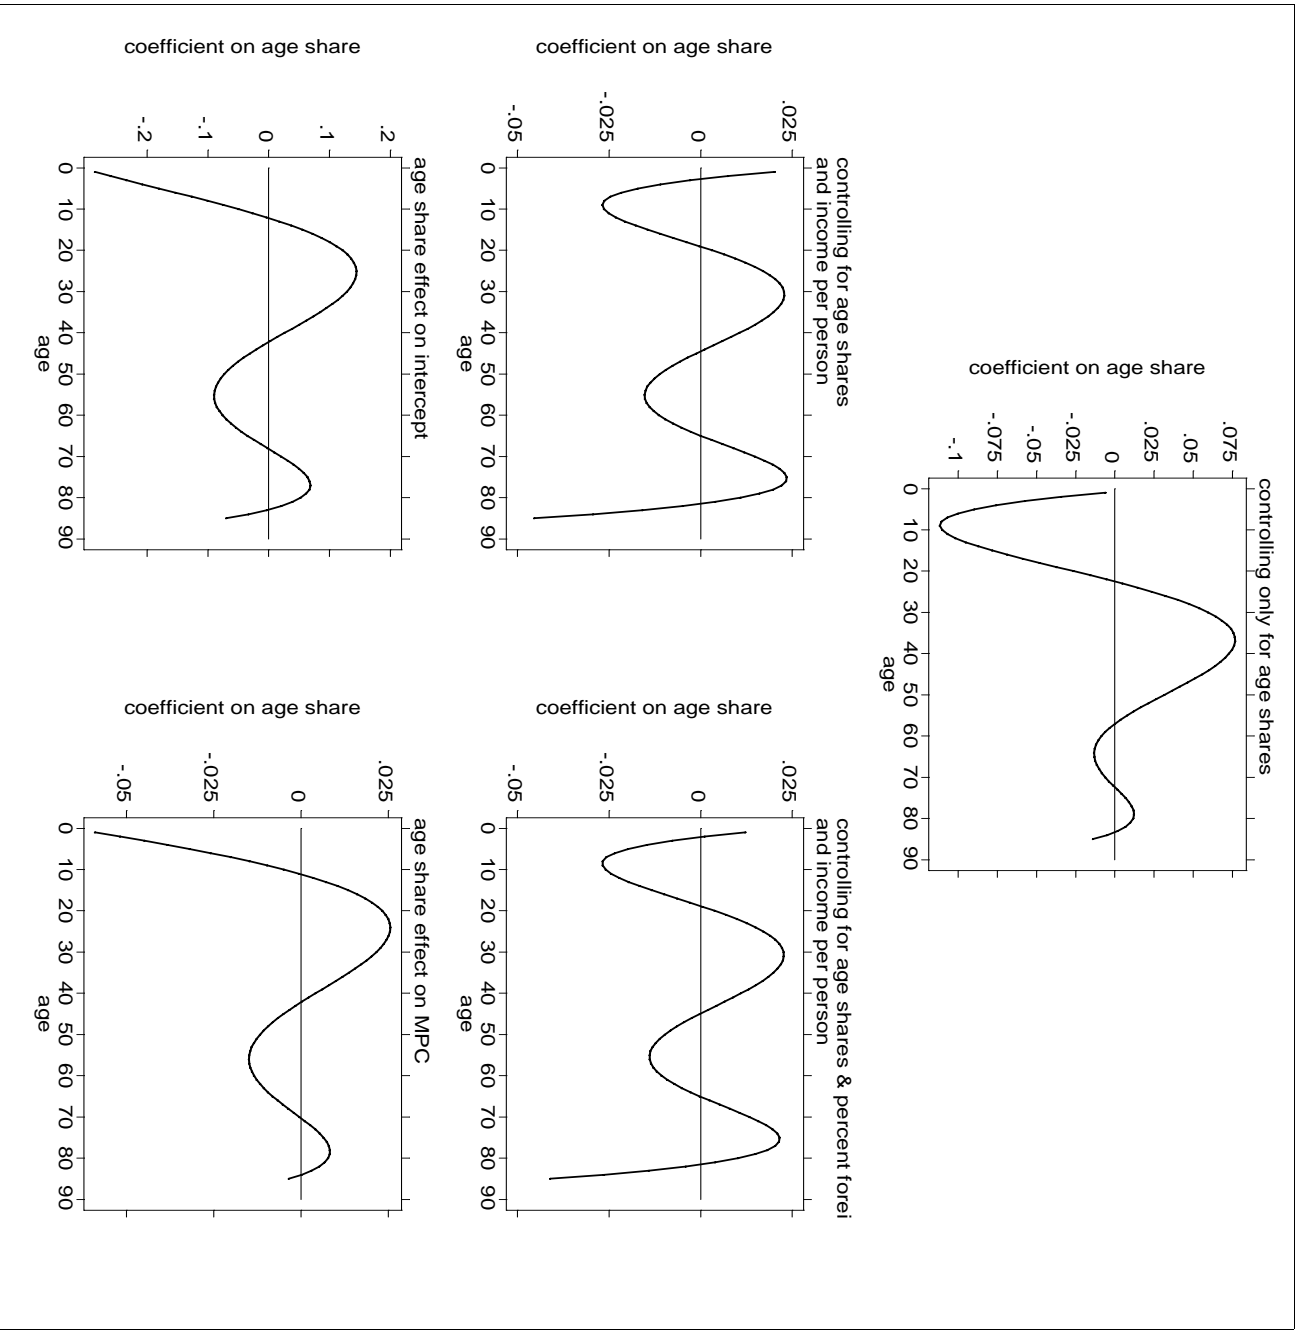 controlling only for age shares
coefficient on age share
.075
.05
.025
0
-.025
-.05
-.075
-.1
0 10 20 30 40 50 60 70 80 90
age
controlling for age shares
and income per person
coefficient on age share
.025
0
-.025
-.05
0 10 20 30 40 50 60 70 80 90
controlling for age shares & percent forei
and income per person
coefficient on age share
.025
0
-.025
-.05
0 10 20 30 40 50 60 70 80 90
age share effect on intercept
coefficient on age share
.2
.1
0
-.1
-.2
0 10 20 30 40 50 60 70 80 90
age
age share effect on MPC
coefficient on age share
.025
0
-.025
-.05
0 10 20 30 40 50 60 70 80 90
age